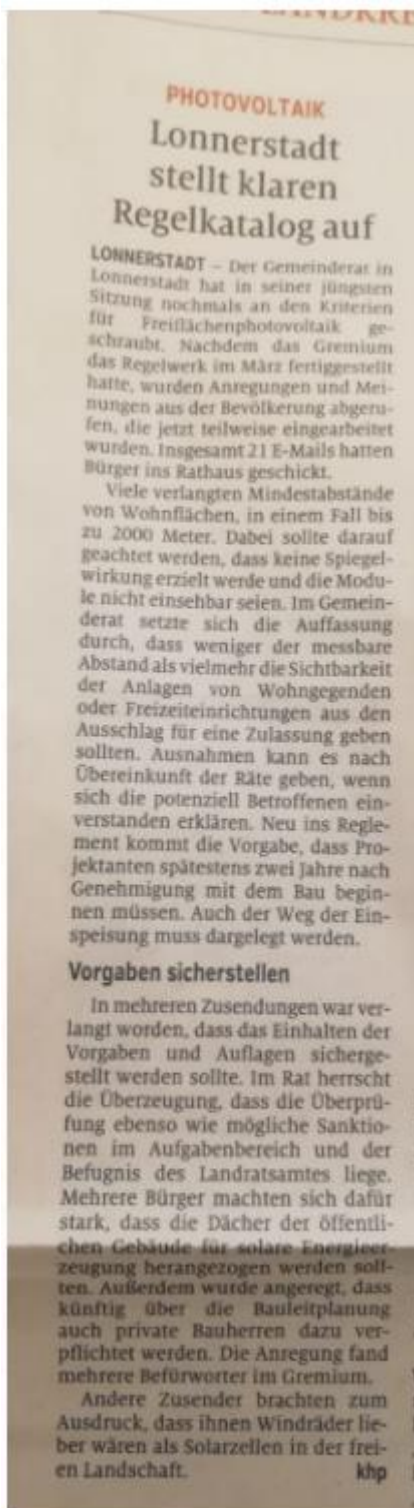 LANDKRE
PHOTOVOLTAIK
Lonnerstadt
stellt klaren
Regelkatalog auf
LONNERSTADT – Der Gemeinderat in
Lonnerstadt hat in seiner jüngsten
Sitzung nochmals an den Kriterien
für Freiflächenphotovoltaik ge-
schraubt. Nachdem das Gremium
das Regelwerk im März fertiggestellt
hatte, wurden Anregungen und Mei-
nungen aus der Bevölkerung abgeru-
fen, die jetzt teilweise eingearbeitet
wurden. Insgesamt 21 E-Mails hatten
Bürger ins Rathaus geschickt.
Viele verlangten Mindestabstände
von Wohnflächen, in einem Fall bis
zu 2000 Meter. Dabei sollte darauf
geachtet werden, dass keine Spiegel-
wirkung erzielt werde und die Modu-
le nicht einsehbar seien. Im Gemein-
derat setzte sich die Auffassung
durch, dass weniger der messbare
Abstand als vielmehr die Sichtbarkeit
der Anlagen von Wohngegenden
oder Freizeiteinrichtungen aus den
Ausschlag für eine Zulassung geben
sollten. Ausnahmen kann es nach
Übereinkunft der Räte geben, wenn
sich die potenziell Betroffenen ein-
verstanden erklären. Neu ins Regle-
ment kommt die Vorgabe, dass Pro-
jektanten spätestens zwei Jahre nach
Genehmigung mit dem Bau begin-
nen müssen. Auch der Weg der Ein-
speisung muss dargelegt werden.
Vorgaben sicherstellen
In mehreren Zusendungen war ver-
langt worden, dass das Einhalten der
Vorgaben und Auflagen sicherge-
stellt werden sollte. Im Rat herrscht
die Überzeugung, dass die Überprü-
fung ebenso wie mögliche Sanktio-
nen im Aufgabenbereich und der
Befugnis des Landratsamtes liege.
Mehrere Bürger machten sich dafür
stark, dass die Dächer der öffentli-
chen Gebäude für solare Energieer-
zeugung herangezogen werden soll-
ten. Außerdem wurde angeregt, dass
künftig über die Bauleitplanung
auch private Bauherren dazu ver-
pflichtet werden. Die Anregung fand
mehrere Befürworter im Gremium.
Andere Zusender brachten zum
Ausdruck, dass ihnen Windräder lie-
ber wären als Solarzellen in der frei-
en Landschaft. khp